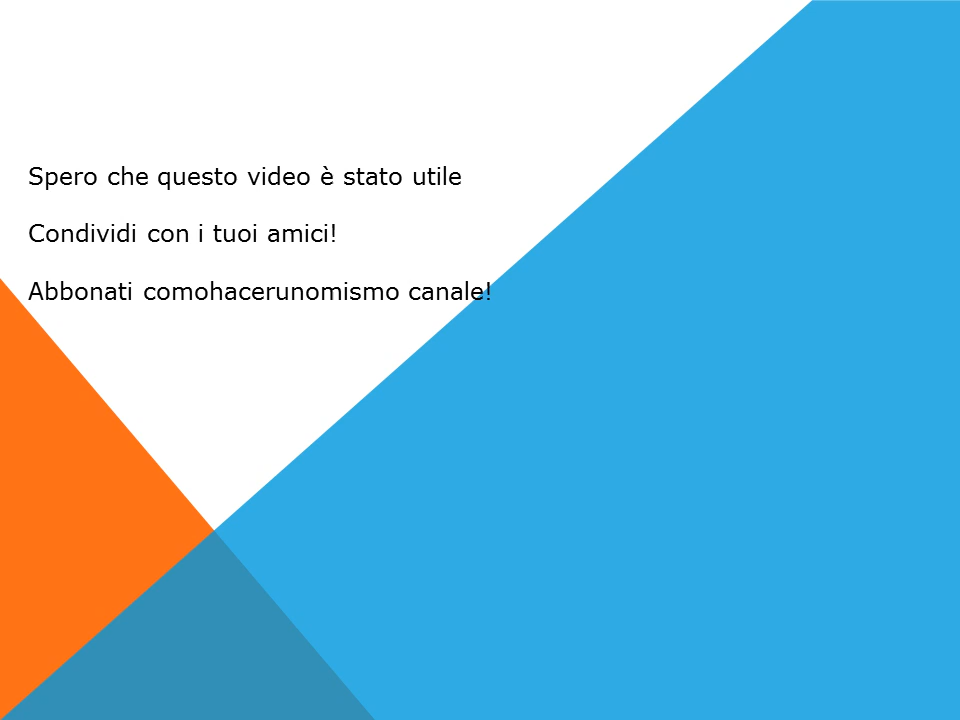 Spero che questo video è stato utile
Condividi con i tuoi amici!
Abbonati comohacerunomismo canale!